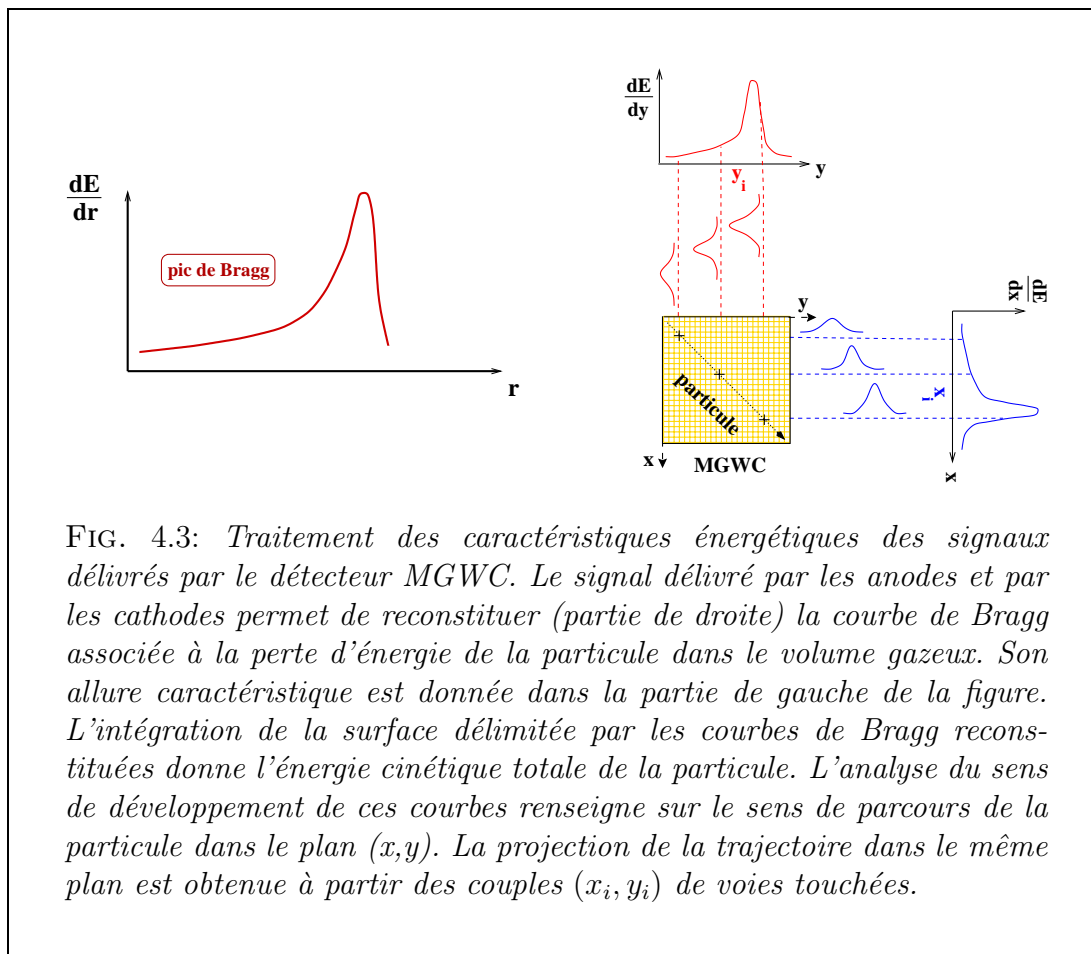 dE
dr
pic de Bragg
r
dE
dy
y
y_i
y
particule
x
MGWC
dE
dx
x_i
x
FIG. 4.3: Traitement des caractéristiques énergétiques des signaux
délivrés par le détecteur MGWC. Le signal délivré par les anodes et par
les cathodes permet de reconstituer (partie de droite) la courbe de Bragg
associée à la perte d'énergie de la particule dans le volume gazeux. Son
allure caractéristique est donnée dans la partie de gauche de la figure.
L'intégration de la surface délimitée par les courbes de Bragg recons-
tituées donne l'énergie cinétique totale de la particule. L'analyse du sens
de développement de ces courbes renseigne sur le sens de parcours de la
particule dans le plan (x,y). La projection de la trajectoire dans le même
plan est obtenue à partir des couples (x_i, y_i) de voies touchées.